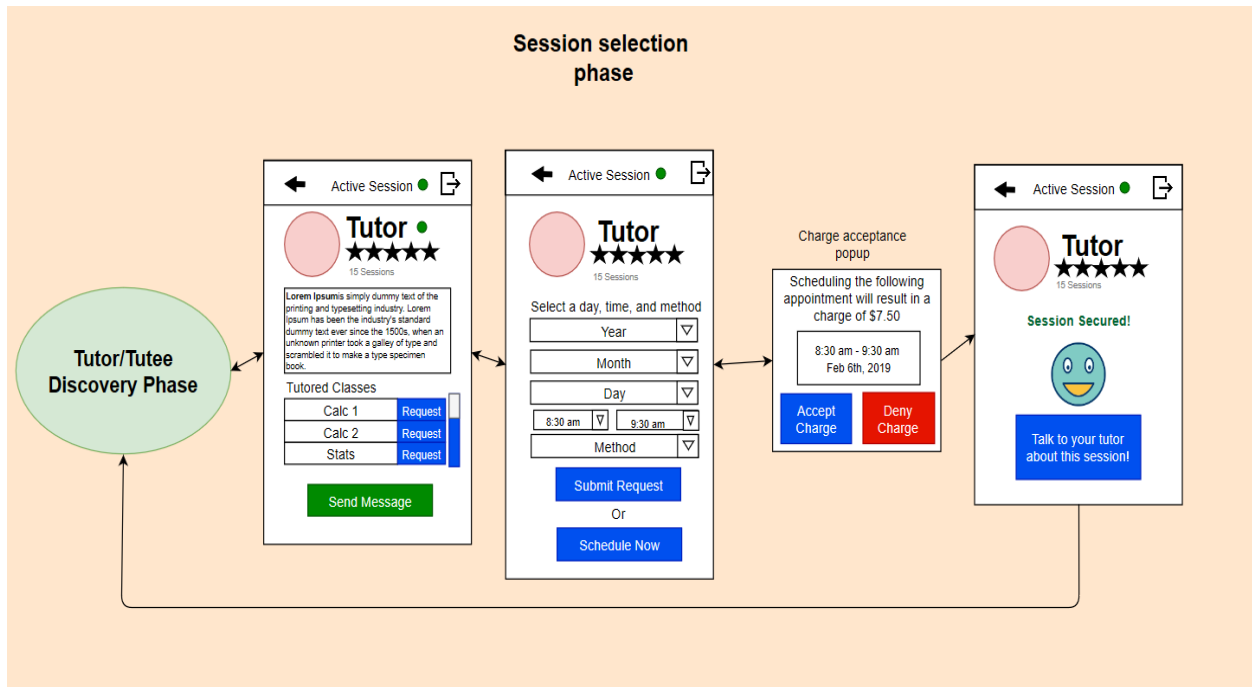 Session selection
phase
Tutor/Tutee
Discovery Phase
Active Session
Tutor
★★★★★
15 Sessions
Lorem Ipsumis simply dummy text of the
printing and typesetting industry. Lorem
Ipsum has been the industry's standard
dummy text ever since the 1500s, when an
unknown printer took a galley of type and
scrambled it to make a type specimen
book.
Tutored Classes
Calc 1 Request
Calc 2 Request
Stats Request
Send Message
Active Session
Tutor
★★★★★
15 Sessions
Select a day, time, and method
Year
Month
Day
8:30 am 9:30 am
Method
Submit Request
Or
Schedule Now
Charge acceptance
popup
Scheduling the following
appointment will result in a
charge of $7.50
8:30 am - 9:30 am
Feb 6th, 2019
Accept
Charge
Deny
Charge
Active Session
Tutor
★★★★★
15 Sessions
Session Secured!
Talk to your tutor
about this session!